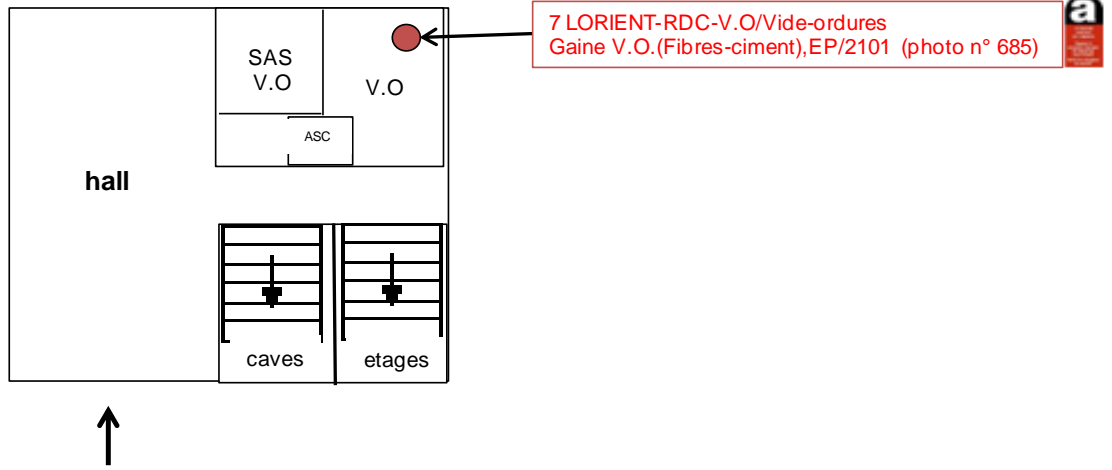 7 LORIENT-RDC-V.O/Vide-ordures
Gaine V.O.(Fibres-ciment),EP/2101 (photo n° 685)
a
SAS
V.O
V.O
ASC
hall
caves
etages